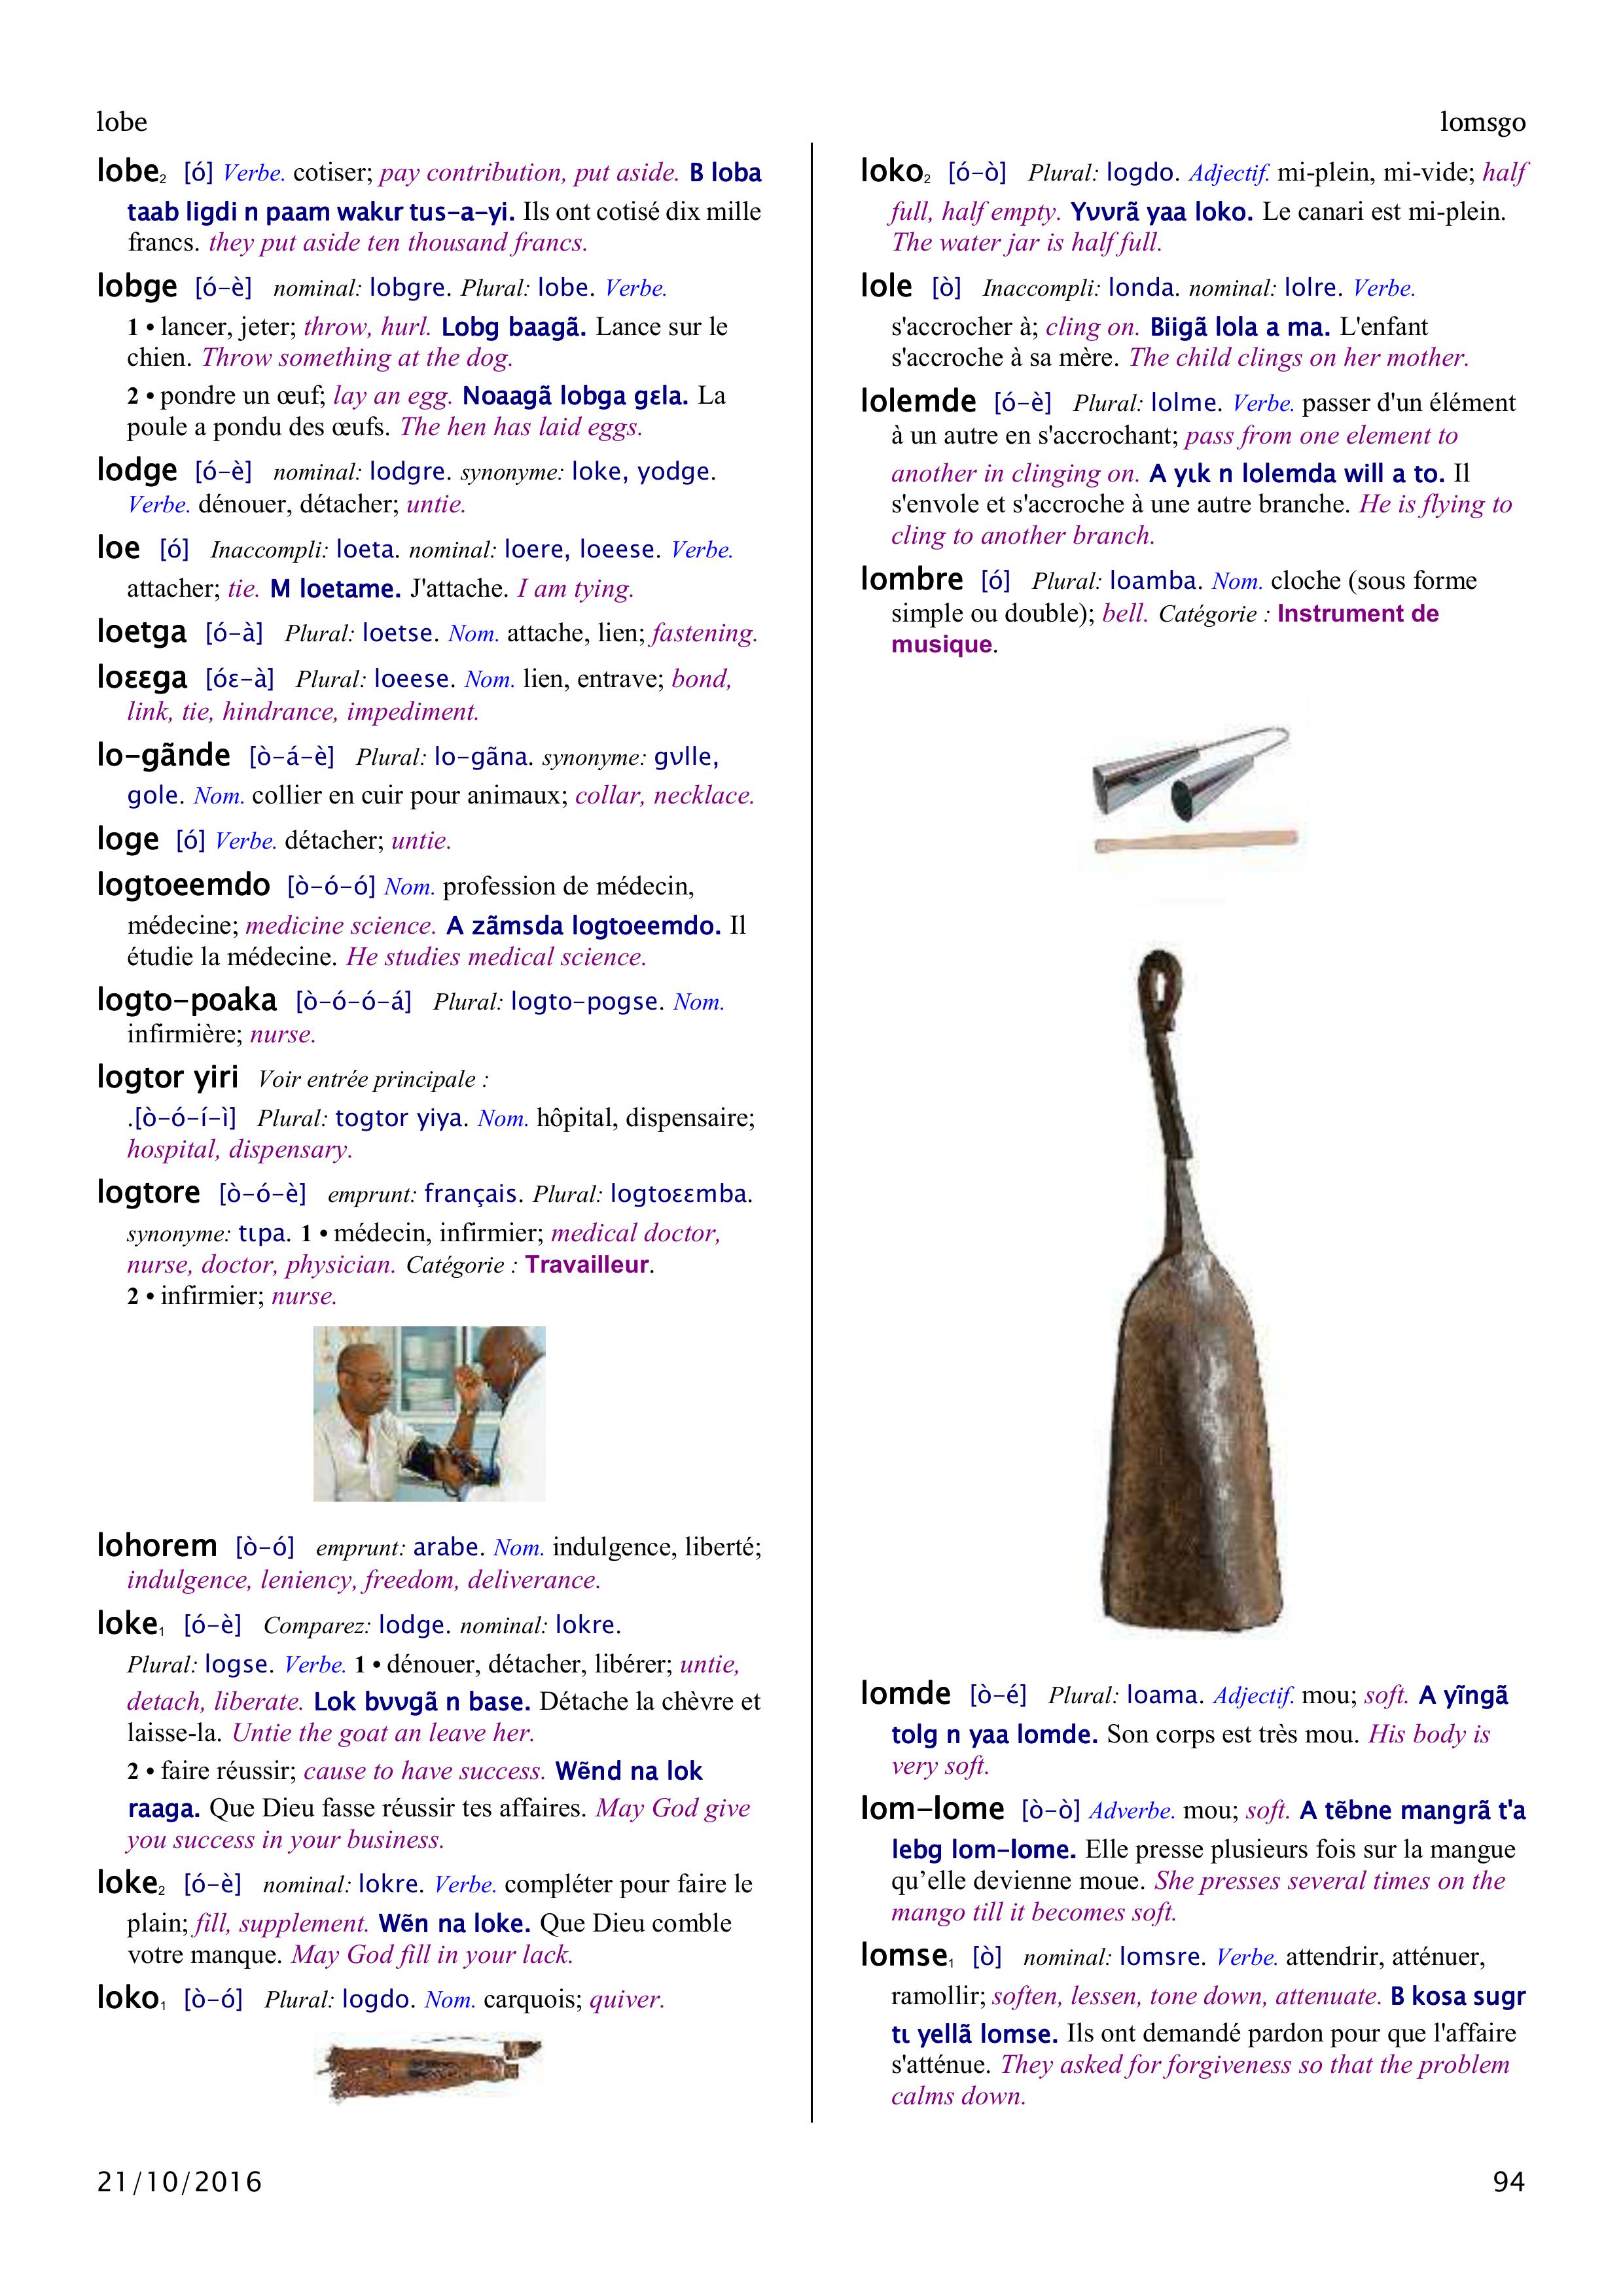 lobe
lomsgo
lobe₂ [ó] Verbe. cotiser; pay contribution, put aside. B loba
taab ligdi n paam wakɩr tus-a-yi. Ils ont cotisé dix mille
francs. they put aside ten thousand francs.
lobge [ó-è] nominal: lobgre. Plural: lobe. Verbe.
1 • lancer, jeter; throw, hurl. Lobg baagã. Lance sur le
chien. Throw something at the dog.
2 • pondre un œuf; lay an egg. Noaagã lobga gɛla. La
poule a pondu des œufs. The hen has laid eggs.
lodge [ó-è] nominal: lodgre. synonyme: loke, yodge.
Verbe. dénouer, détacher; untie.
loe [ó] Inaccompli: loeta. nominal: loere, loeese. Verbe.
attacher; tie. M loetame. J'attache. I am tying.
loetga [ó-à] Plural: loetse. Nom. attache, lien; fastening.
loɛɛga [óɛ-à] Plural: loeese. Nom. lien, entrave; bond,
link, tie, hindrance, impediment.
lo-gãnde [ò-á-è] Plural: lo-gãna. synonyme: gʋlle,
gole. Nom. collier en cuir pour animaux; collar, necklace.
loge [ó] Verbe. détacher; untie.
logtoeemdo [ò-ó-ó] Nom. profession de médecin,
médecine; medicine science. A zãmsda logtoeemdo. Il
étudie la médecine. He studies medical science.
logto-poaka [ò-ó-ó-á] Plural: logto-pogse. Nom.
infirmière; nurse.
logtor yiri Voir entrée principale :
.[ò-ó-í-ì] Plural: togtor yiya. Nom. hôpital, dispensaire;
hospital, dispensary.
logtore [ò-ó-è] emprunt: français. Plural: logtoɛɛmba.
synonyme: tɩpa. 1 • médecin, infirmier; medical doctor,
nurse, doctor, physician. Catégorie : Travailleur.
2 • infirmier; nurse.
lohorem [ò-ó] emprunt: arabe. Nom. indulgence, liberté;
indulgence, leniency, freedom, deliverance.
loke₁ [ó-è] Comparez: lodge. nominal: lokre.
Plural: logse. Verbe. 1 • dénouer, détacher, libérer; untie,
detach, liberate. Lok bʋʋgã n base. Détache la chèvre et
laisse-la. Untie the goat an leave her.
2 • faire réussir; cause to have success. Wẽnd na lok
raaga. Que Dieu fasse réussir tes affaires. May God give
you success in your business.
loke₂ [ó-è] nominal: lokre. Verbe. compléter pour faire le
plain; fill, supplement. Wẽn na loke. Que Dieu comble
votre manque. May God fill in your lack.
loko₁ [ò-ó] Plural: logdo. Nom. carquois; quiver.
loko₂ [ó-ò] Plural: logdo. Adjectif. mi-plein, mi-vide; half
full, half empty. Yʋʋrã yaa loko. Le canari est mi-plein.
The water jar is half full.
lole [ò] Inaccompli: londa. nominal: lolre. Verbe.
s'accrocher à; cling on. Biigã lola a ma. L'enfant
s'accroche à sa mère. The child clings on her mother.
lolemde [ó-è] Plural: lolme. Verbe. passer d'un élément
à un autre en s'accrochant; pass from one element to
another in clinging on. A yɩk n lolemda will a to. Il
s'envole et s'accroche à une autre branche. He is flying to
cling to another branch.
lombre [ó] Plural: loamba. Nom. cloche (sous forme
simple ou double); bell. Catégorie : Instrument de
musique.
lomde [ò-é] Plural: loama. Adjectif. mou; soft. A yĩngã
tolg n yaa lomde. Son corps est très mou. His body is
very soft.
lom-lome [ò-ò] Adverbe. mou; soft. A tẽbne mangrã t'a
lebg lom-lome. Elle presse plusieurs fois sur la mangue
qu’elle devienne moue. She presses several times on the
mango till it becomes soft.
lomse₁ [ò] nominal: lomsre. Verbe. attendrir, atténuer,
ramollir; soften, lessen, tone down, attenuate. B kosa sugr
tɩ yellã lomse. Ils ont demandé pardon pour que l'affaire
s'atténue. They asked for forgiveness so that the problem
calms down.
21/10/2016
94